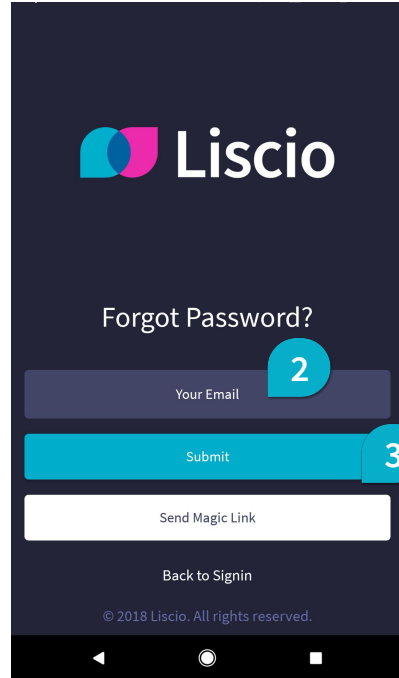 Liscio
Forgot Password?
2
Your Email
Submit
3
Send Magic Link
Back to Signin
© 2018 Liscio. All rights reserved.